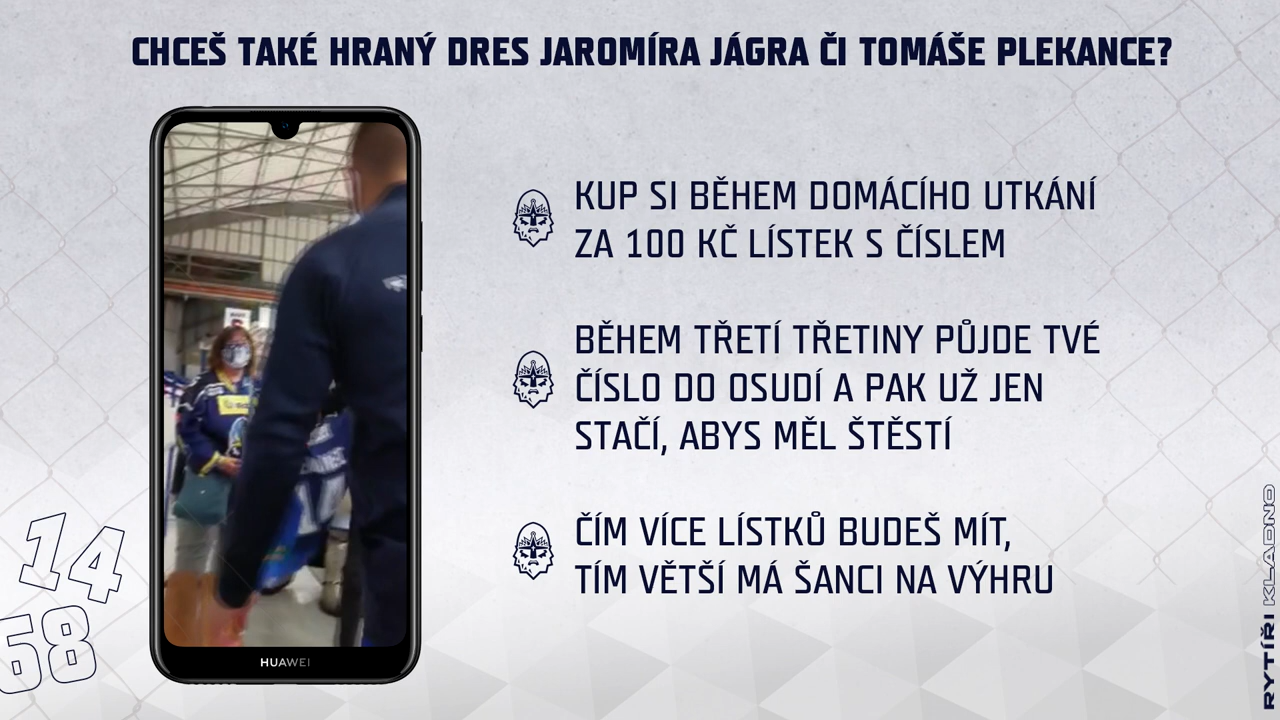 CHCEŠ TAKÉ HRANÝ DRES JAROMÍRA JÁGRA ČI TOMÁŠE PLEKANCE?
KUP SI BĚHEM DOMÁCÍHO UTKÁNÍ
ZA 100 KČ LÍSTEK S ČÍSLEM
BĚHEM TŘETÍ TŘETINY PŮJDE TVÉ
ČÍSLO DO OSUDÍ A PAK UŽ JEN
STAČÍ, ABYS MĚL ŠTĚSTÍ
ČÍM VÍCE LÍSTKŮ BUDEŠ MÍT,
TÍM VĚTŠÍ MÁ ŠANCI NA VÝHRU
14
68
HUAWEI
RYTÍŘI KLADNO